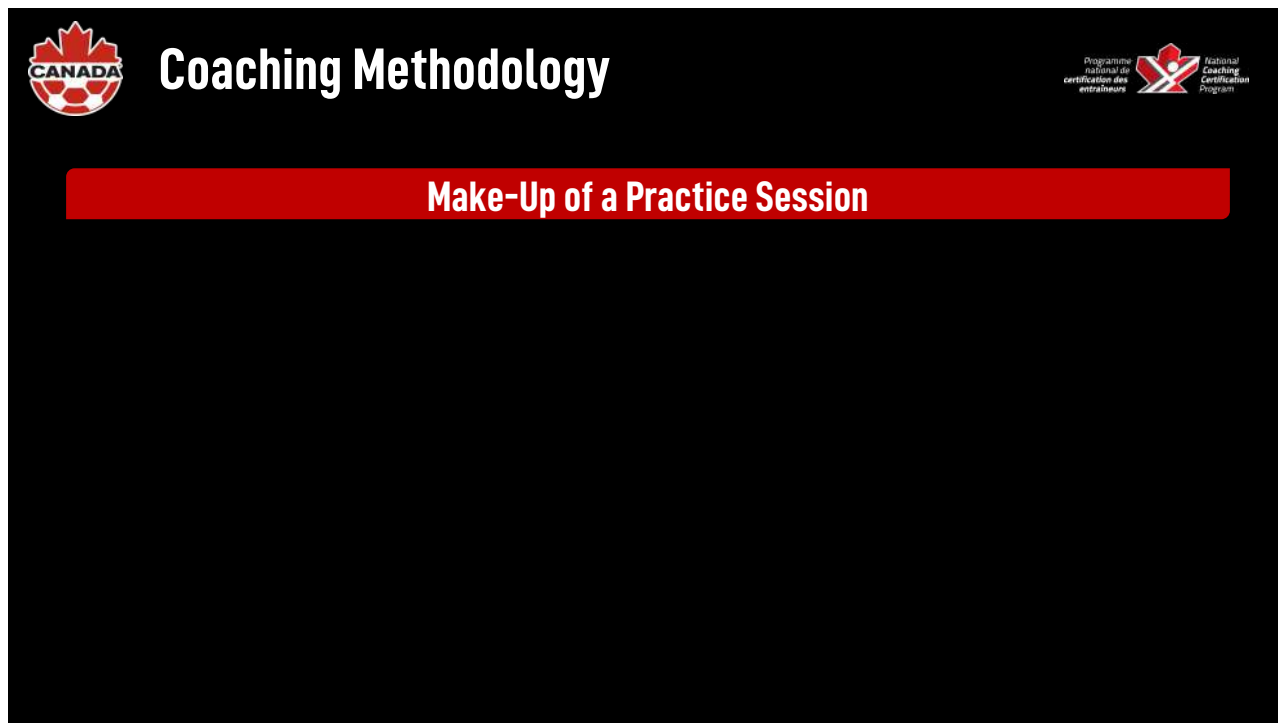 CANADA
Coaching Methodology
Programme
national de
certification des
entraîneurs
National
Coaching
Certification
Program
Make-Up of a Practice Session